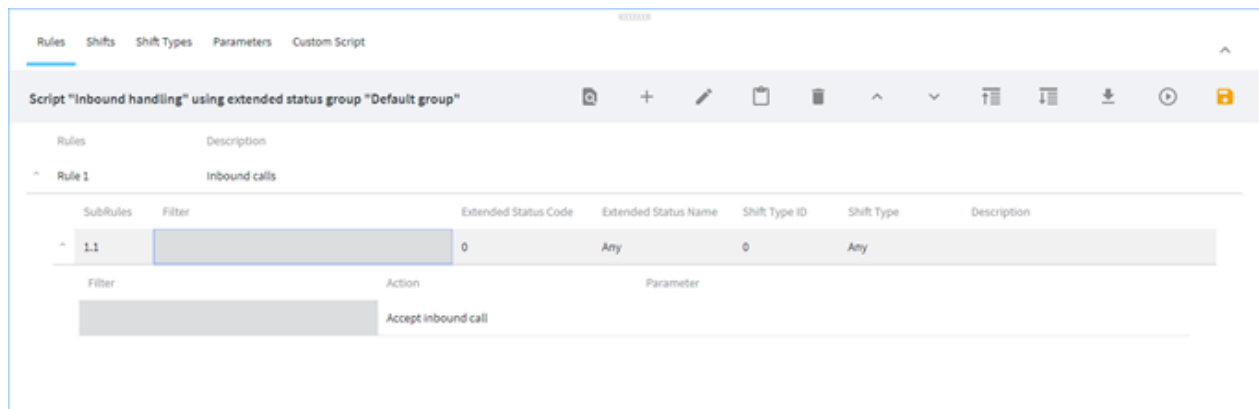 Rules Shifts Shift Types Parameters Custom Script
Script "Inbound handling" using extended status group "Default group"
Rules Description
Rule 1 Inbound calls
SubRules Filter Extended Status Code Extended Status Name Shift Type ID Shift Type Description
1.1 0 Any 0 Any
Filter Action Parameter
Accept inbound call